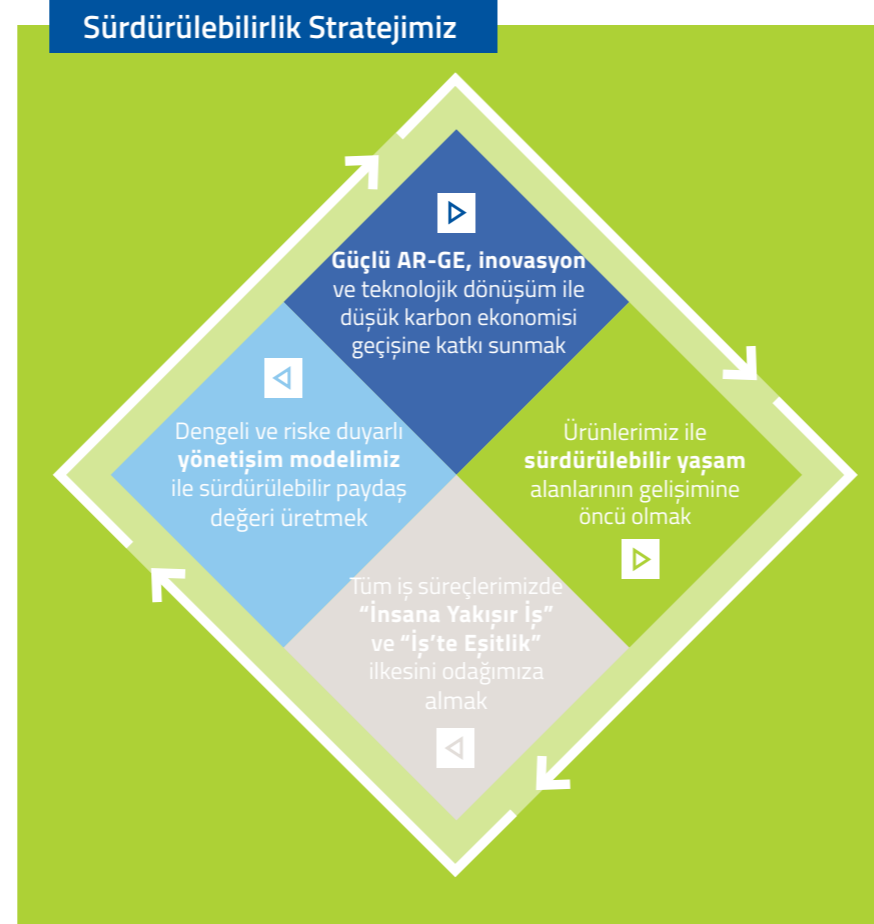 Sürdürülebilirlik Stratejimiz
Güçlü AR-GE, inovasyon
ve teknolojik dönüşüm ile
düşük karbon ekonomisi
geçişine katkı sunmak
Dengeli ve riske duyarlı
yönetişim modelimiz
ile sürdürülebilir paydaş
değeri üretmek
Ürünlerimiz ile
sürdürülebilir yaşam
alanlarının gelişimine
öncü olmak
Tüm iş süreçlerimizde
“İnsana Yakışır İş”
ve “İş’te Eşitlik”
ilkesini odağımıza
almak